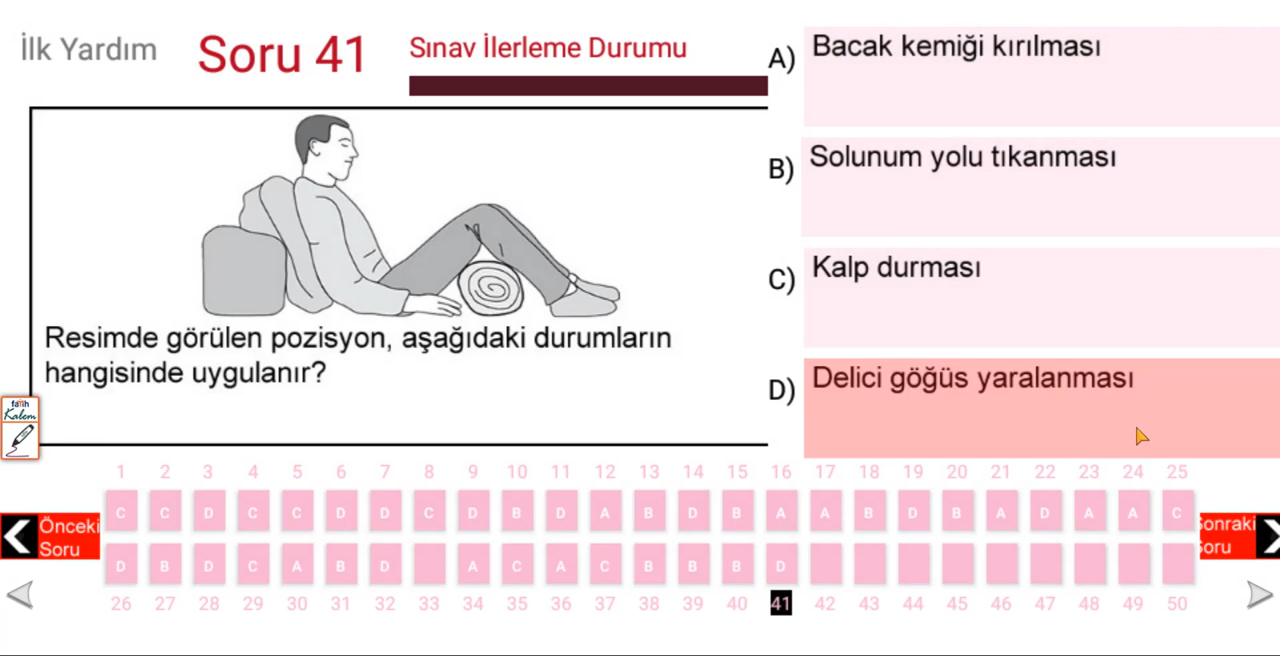 İlk Yardım
Soru 41
Sınav İlerleme Durumu
Resimde görülen pozisyon, aşağıdaki durumların
hangisinde uygulanır?
A) Bacak kemiği kırılması
B) Solunum yolu tıkanması
C) Kalp durması
D) Delici göğüs yaralanması
fatih
Kalem
1 2 3 4 5 6 7 8 9 10 11 12 13 14 15 16 17 18 19 20 21 22 23 24 25
C C D C C D D C D B D A B D B A A B D B A D A A C
Önceki
Soru
Sonraki
Soru
D B D C A B D A C A C B B B D
26 27 28 29 30 31 32 33 34 35 36 37 38 39 40 41 42 43 44 45 46 47 48 49 50